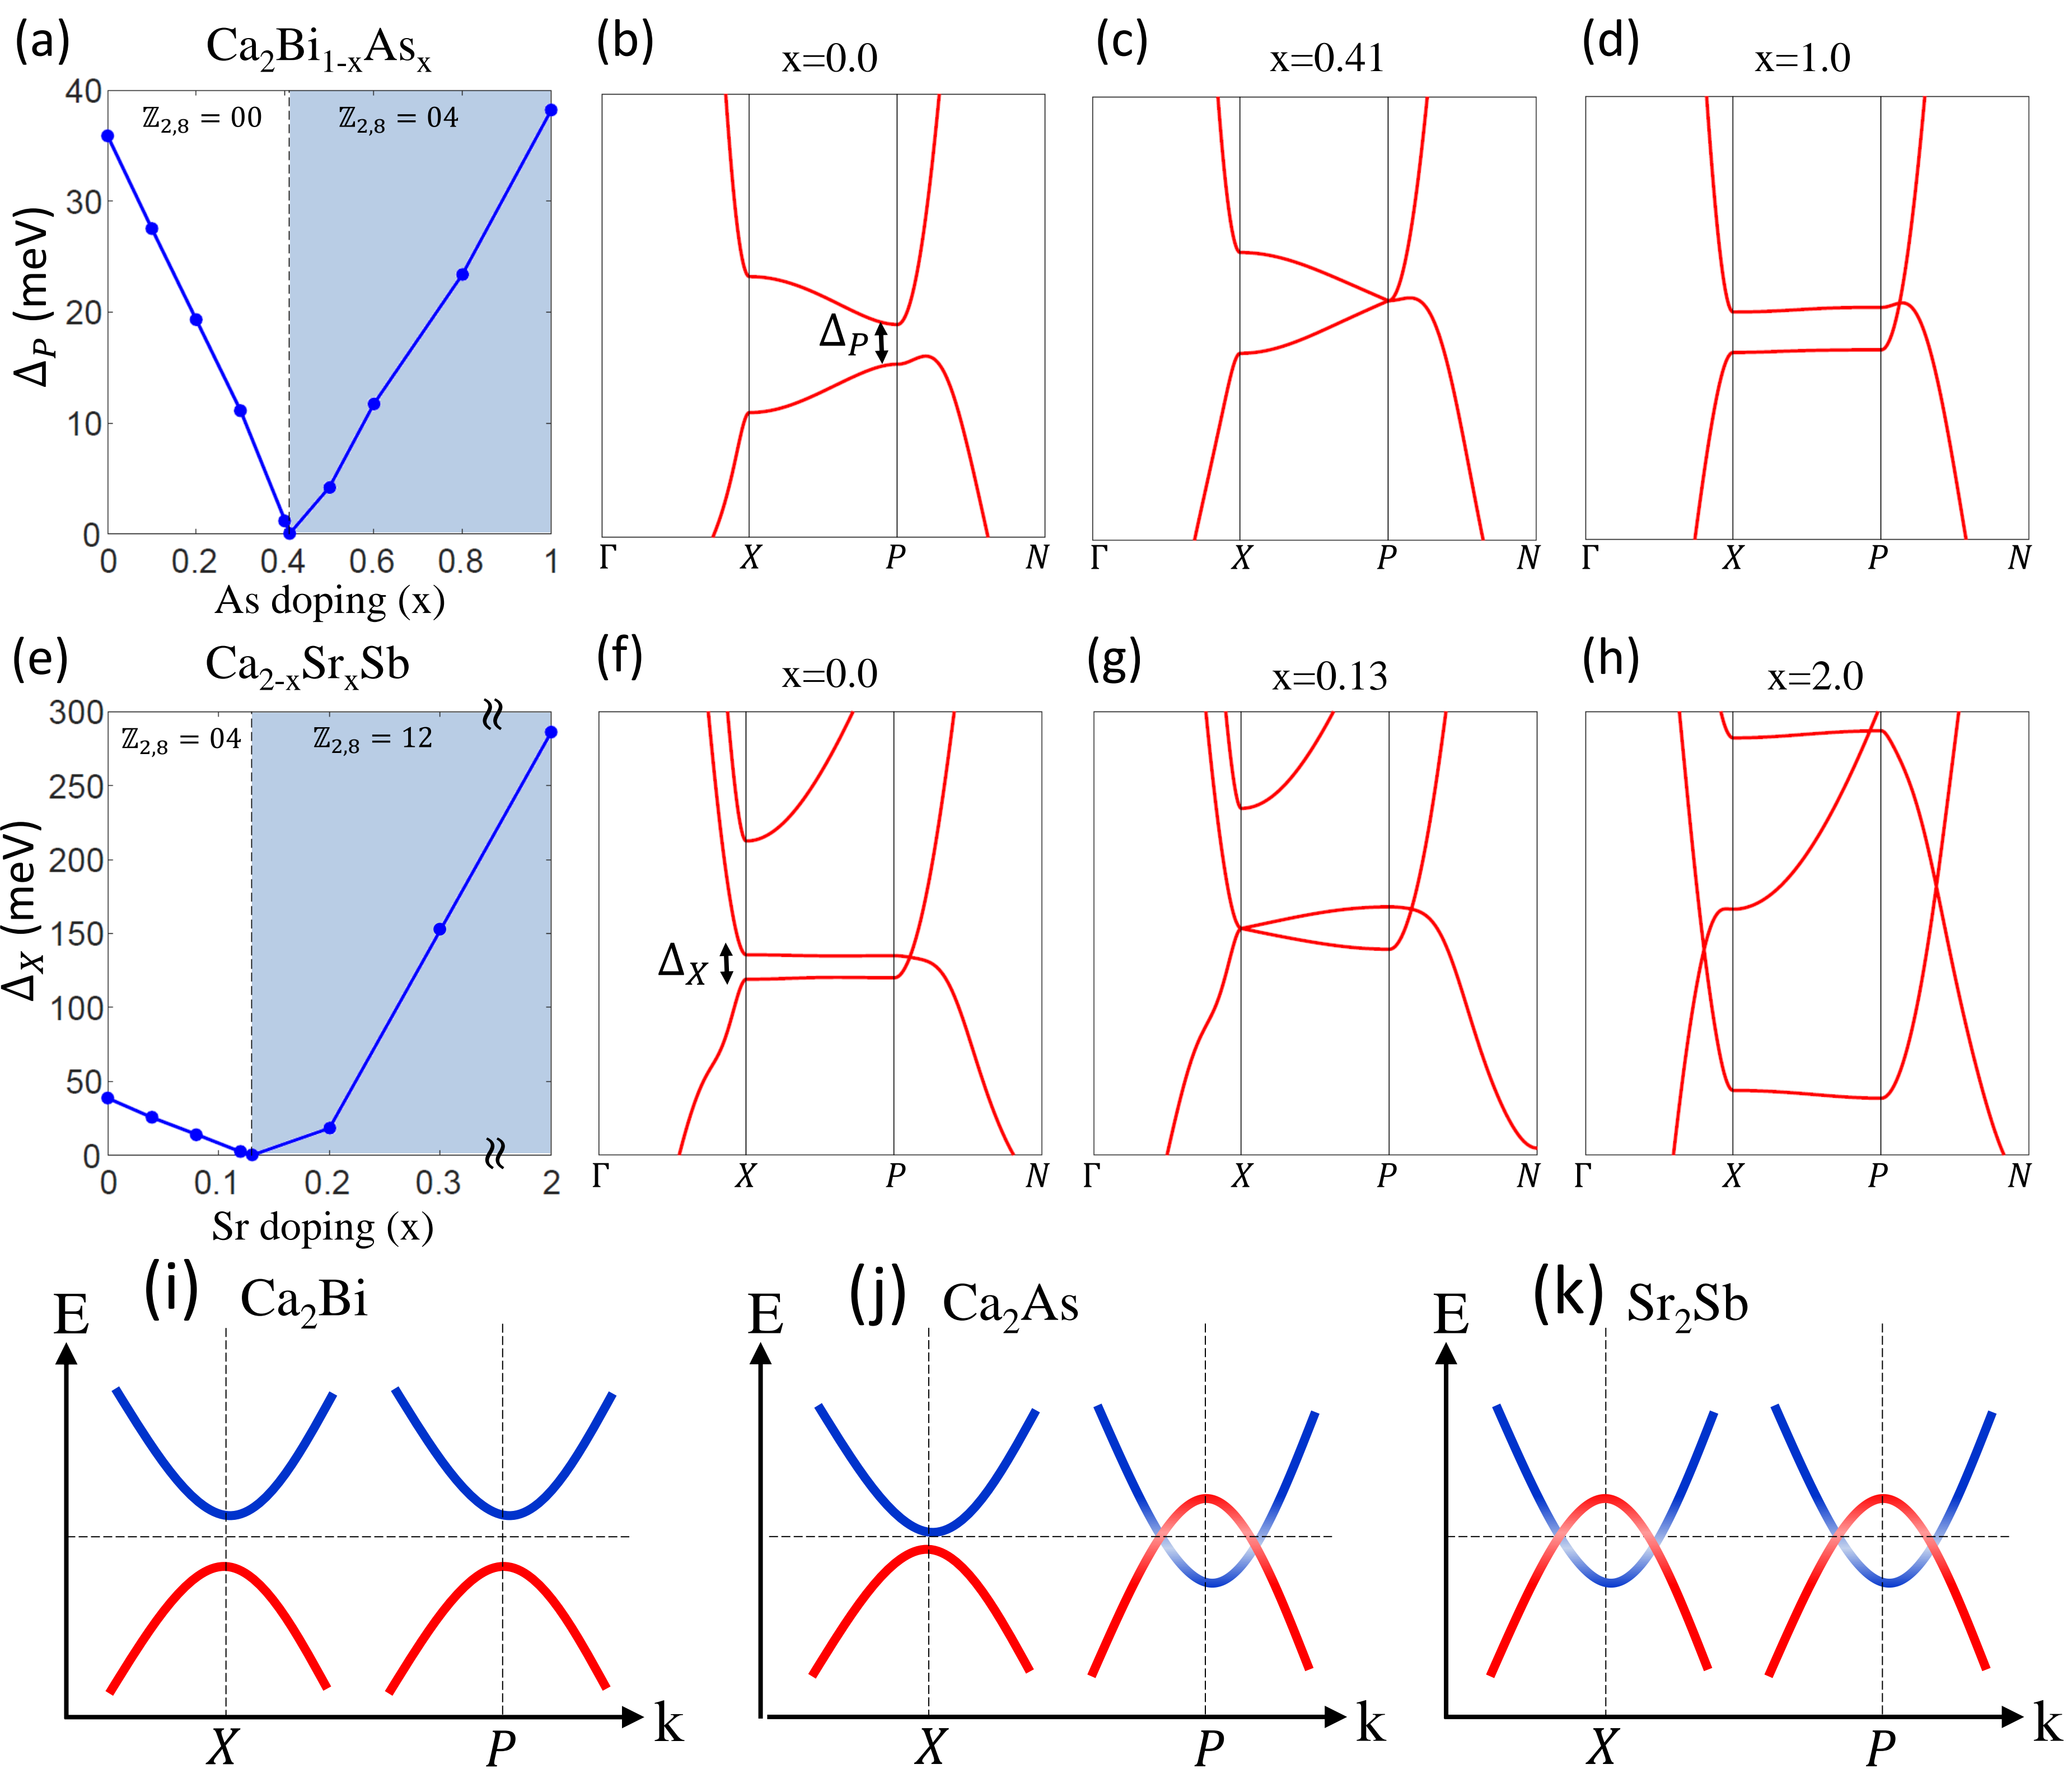 (a) Ca2Bi1-xAsx
ℤ2,8 = 00 ℤ2,8 = 04
40
30
20
10
0
ΔP (meV)
0 0.2 0.4 0.6 0.8 1
As doping (x)
(b) x=0.0
ΔP
Γ X P N
(c) x=0.41
Γ X P N
(d) x=1.0
Γ X P N
(e) Ca2-xSrxSb
ℤ2,8 = 04 ℤ2,8 = 12
300
250
200
150
100
50
0
ΔX (meV)
0 0.1 0.2 0.3 2
Sr doping (x)
(f) x=0.0
ΔX
Γ X P N
(g) x=0.13
Γ X P N
(h) x=2.0
Γ X P N
(i) Ca2Bi
E
k
X P
(j) Ca2As
E
k
X P
(k) Sr2Sb
E
k
X P